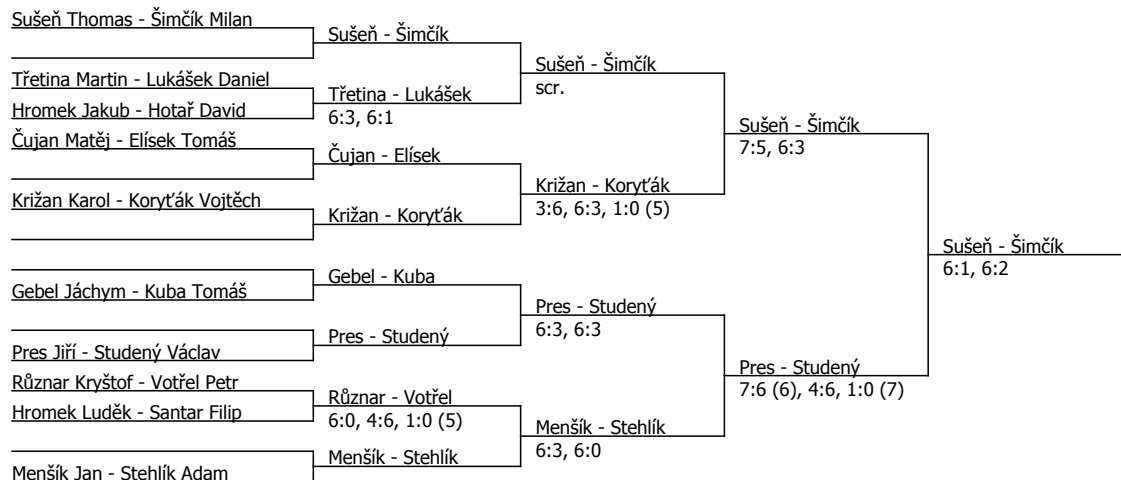 Sušeň Thomas - Šimčík Milan
Třetina Martin - Lukášek Daniel
Hromek Jakub - Hotař David
Čujan Matěj - Elísek Tomáš
Križan Karol - Koryťák Vojtěch
Gebel Jáchym - Kuba Tomáš
Pres Jiří - Studený Václav
Různar Kryštof - Votřel Petr
Hromek Luděk - Santar Filip
Menšík Jan - Stehlík Adam
Sušeň - Šimčík
Třetina - Lukášek
6:3, 6:1
Čujan - Elísek
Križan - Koryťák
Gebel - Kuba
Pres - Studený
Různar - Votřel
6:0, 4:6, 1:0 (5)
Menšík - Stehlík
Sušeň - Šimčík
scr.
Križan - Koryťák
3:6, 6:3, 1:0 (5)
Pres - Studený
6:3, 6:3
Menšík - Stehlík
6:3, 6:0
Sušeň - Šimčík
7:5, 6:3
Pres - Studený
7:6 (6), 4:6, 1:0 (7)
Sušeň - Šimčík
6:1, 6:2